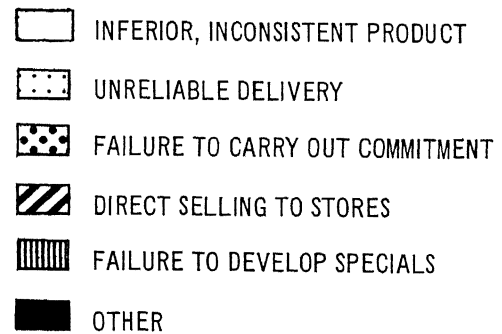 INFERIOR, INCONSISTENT PRODUCT
UNRELIABLE DELIVERY
FAILURE TO CARRY OUT COMMITMENT
DIRECT SELLING TO STORES
FAILURE TO DEVELOP SPECIALS
OTHER